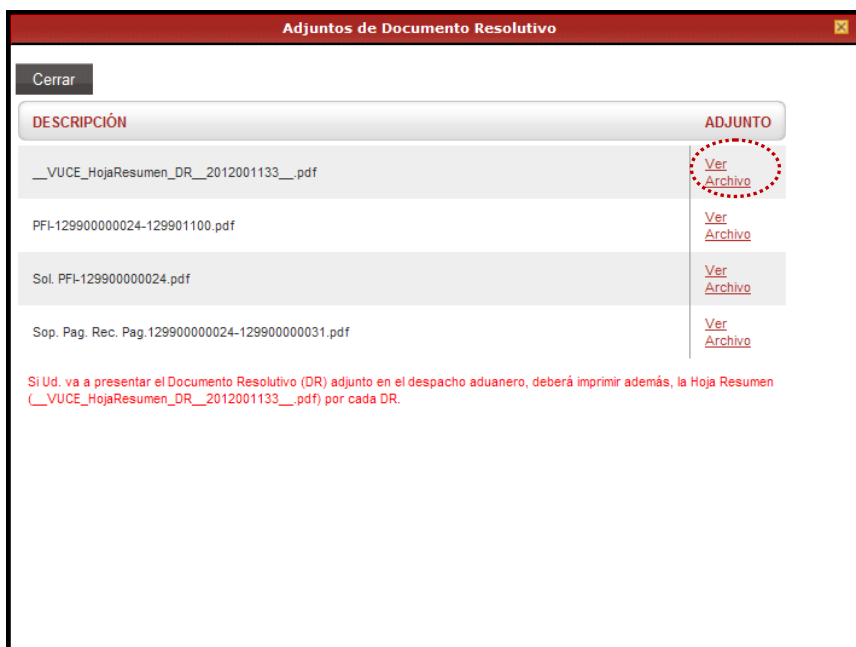 Adjuntos de Documento Resolutivo
Cerrar
DESCRIPCIÓN ADJUNTO
__VUCE_HojaResumen_DR__2012001133__.pdf Ver
Archivo
PFI-129900000024-129901100.pdf Ver
Archivo
Sol. PFI-129900000024.pdf Ver
Archivo
Sop. Pag. Rec. Pag.129900000024-129900000031.pdf Ver
Archivo
Si Ud. va a presentar el Documento Resolutivo (DR) adjunto en el despacho aduanero, deberá imprimir además, la Hoja Resumen
(__VUCE_HojaResumen_DR__2012001133__.pdf) por cada DR.